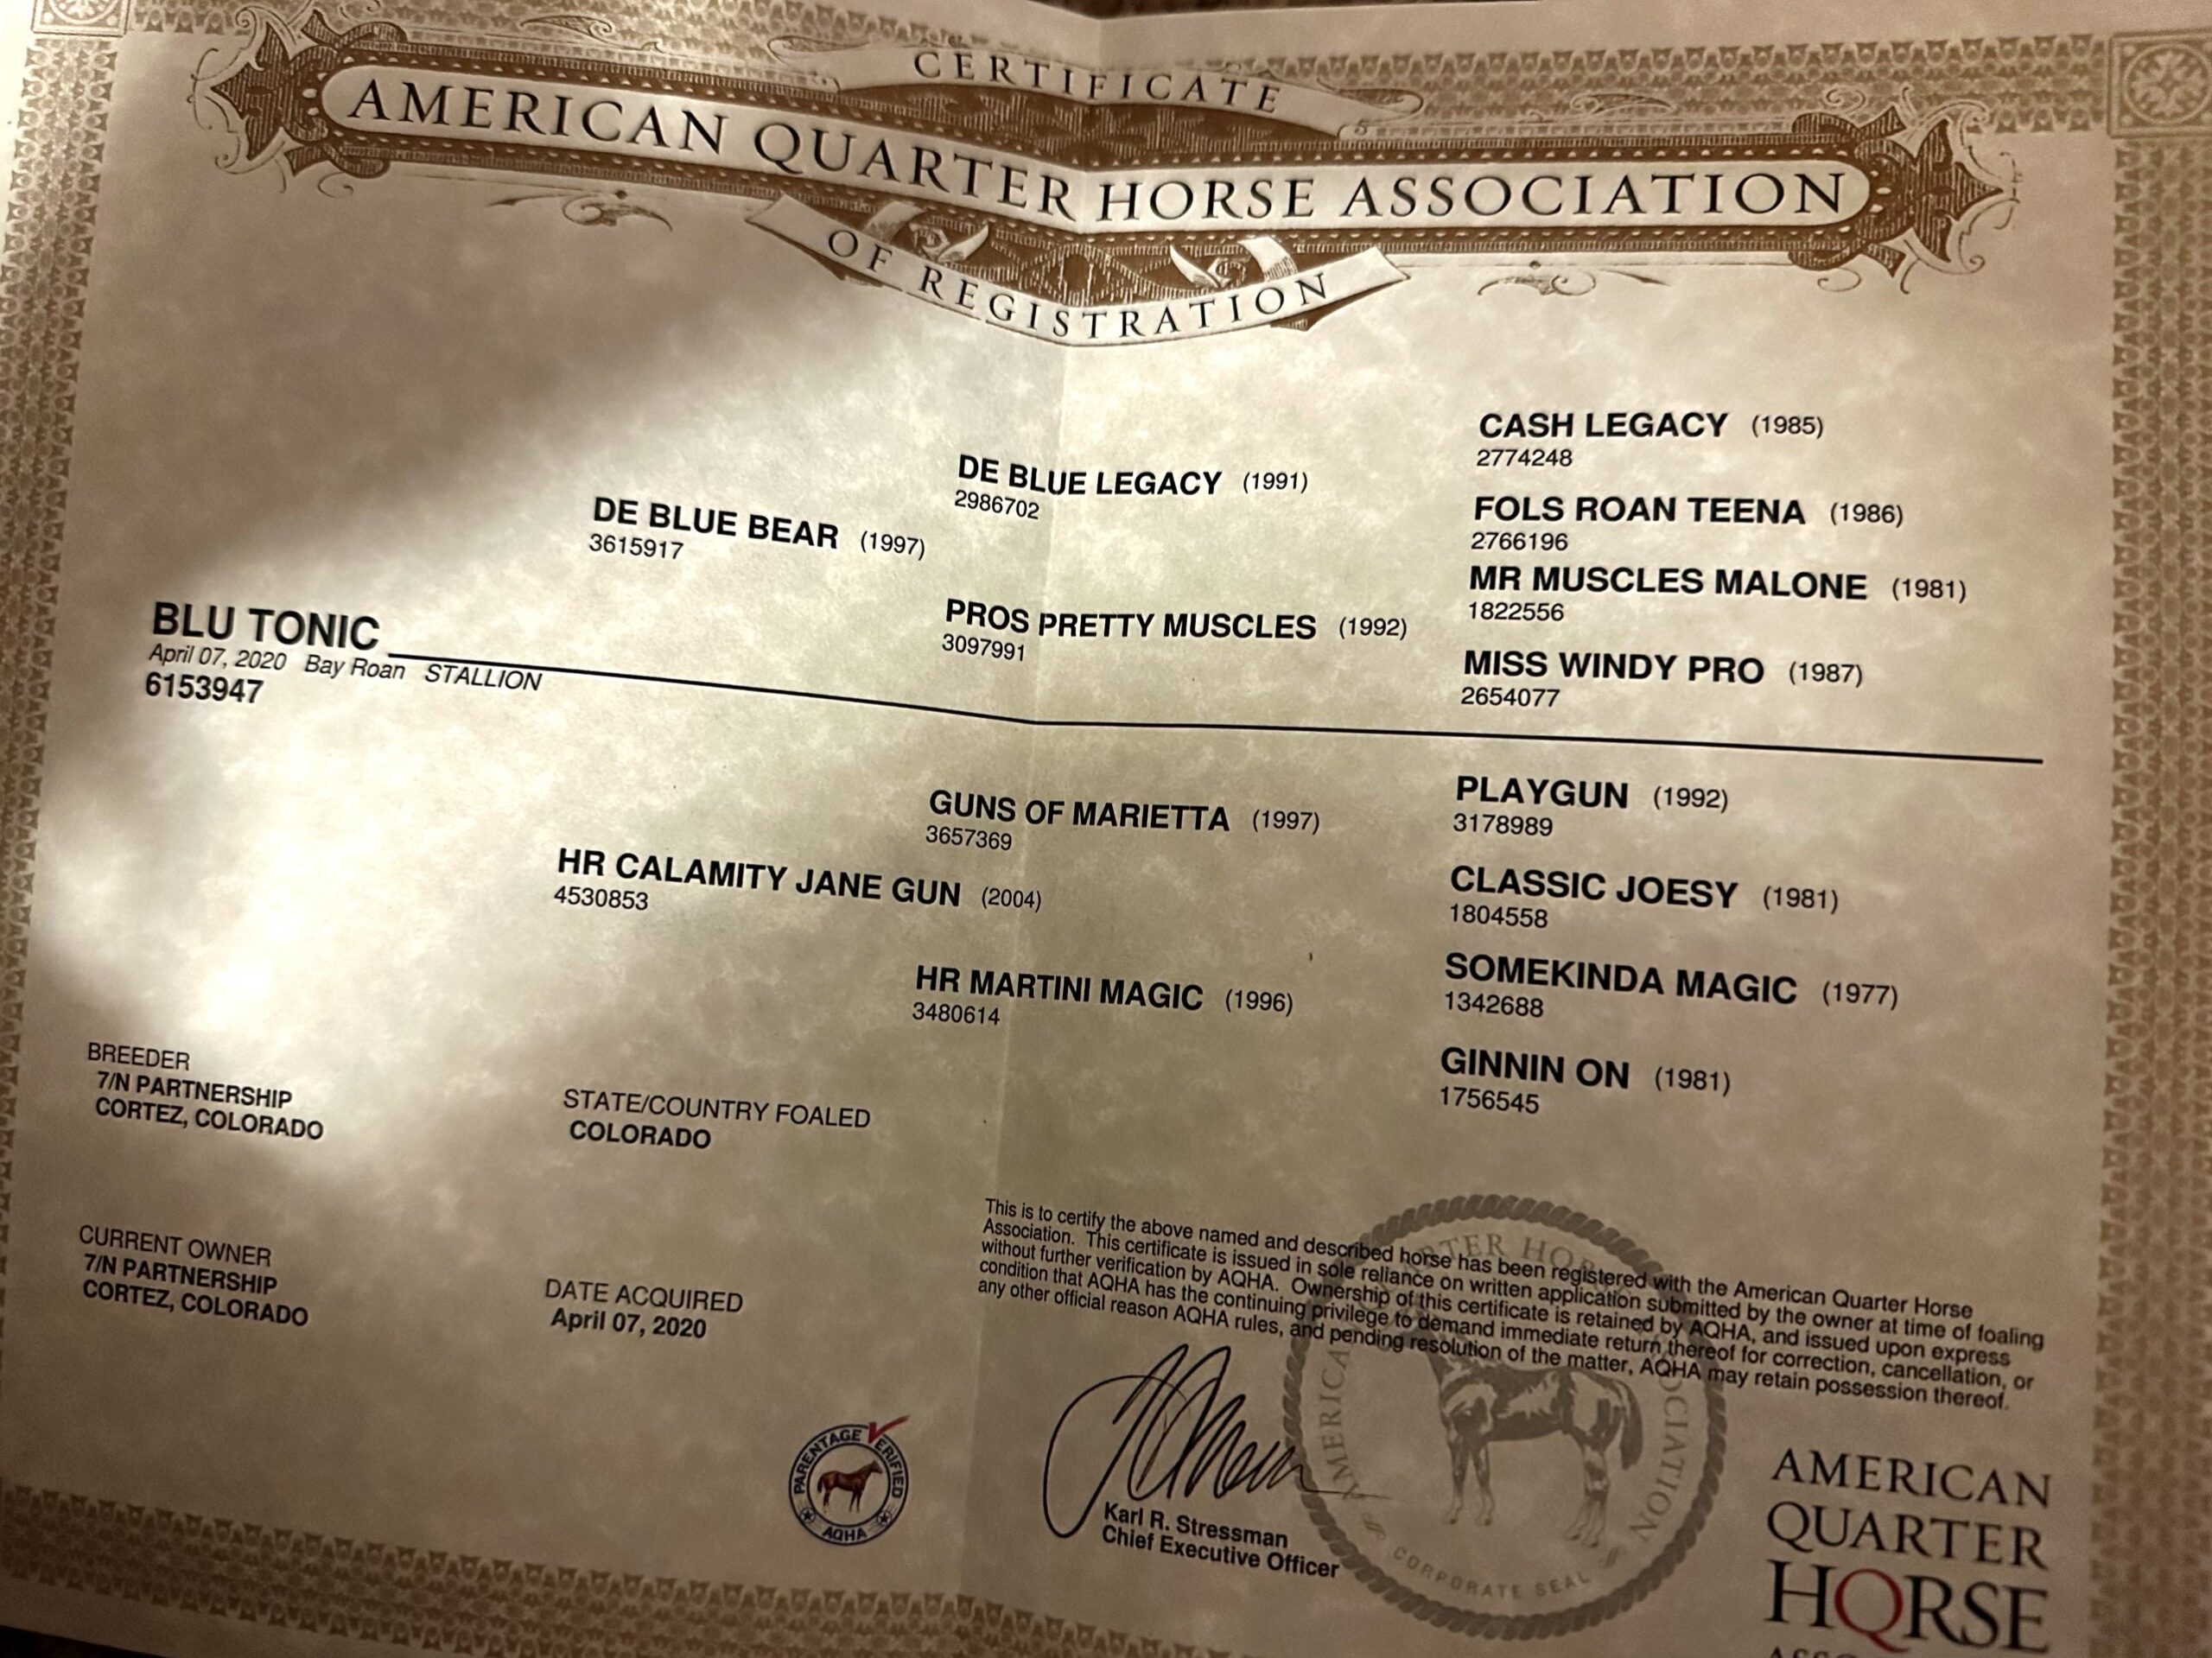 CERTIFICATE
AMERICAN QUARTER HORSE ASSOCIATION
OF REGISTRATION
CASH LEGACY (1985)
2774248
DE BLUE LEGACY (1991)
2986702
FOLS ROAN TEENA (1986)
2766196
DE BLUE BEAR (1997)
3615917
MR MUSCLES MALONE (1981)
1822556
PROS PRETTY MUSCLES (1992)
3097991
MISS WINDY PRO (1987)
2654077
BLU TONIC
April 07, 2020 Bay Roan STALLION
6153947
PLAYGUN (1992)
3178989
GUNS OF MARIETTA (1997)
3657369
CLASSIC JOESY (1981)
1804558
HR CALAMITY JANE GUN (2004)
4530853
SOMEKINDA MAGIC (1977)
1342688
HR MARTINI MAGIC (1996)
3480614
GINNIN ON (1981)
1756545
BREEDER
7/N PARTNERSHIP
CORTEZ, COLORADO
STATE/COUNTRY FOALED
COLORADO
CURRENT OWNER
7/N PARTNERSHIP
CORTEZ, COLORADO
DATE ACQUIRED
April 07, 2020
This is to certify the above named and described horse has been registered with the American Quarter Horse
Association. This certificate is issued in sole reliance on written application submitted by the owner at time of foaling
without further verification by AQHA. Ownership of this certificate is retained by AQHA, and issued upon express
condition that AQHA has the continuing privilege to demand immediate return thereof for correction, cancellation, or
any other official reason AQHA rules, and pending resolution of the matter, AQHA may retain possession thereof.
PARENTAGE VERIFIED
AQHA
Karl R. Stressman
Chief Executive Officer
AMERICAN QUARTER HORSE ASSOCIATION
CORPORATE SEAL
AMERICAN
QUARTER
HORSE